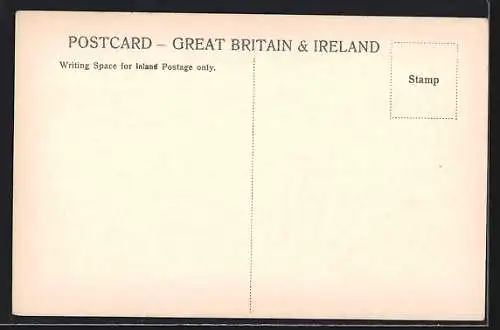 POSTCARD – GREAT BRITAIN & IRELAND
Writing Space for Inland Postage only.
Stamp